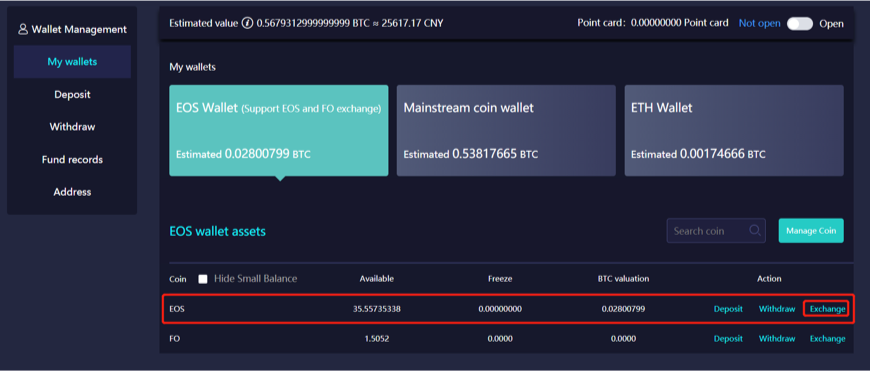 Wallet Management
My wallets
Deposit
Withdraw
Fund records
Address
Estimated value 0.5679312999999999 BTC ≈ 25617.17 CNY
Point card: 0.00000000 Point card Not open Open
My wallets
EOS Wallet (Support EOS and FO exchange)
Estimated 0.02800799 BTC
Mainstream coin wallet
Estimated 0.53817665 BTC
ETH Wallet
Estimated 0.00174666 BTC
EOS wallet assets
Search coin
Manage Coin
Coin Hide Small Balance Available Freeze BTC valuation Action
EOS 35.55735338 0.00000000 0.02800799 Deposit Withdraw Exchange
FO 1.5052 0.0000 0.0000 Deposit Withdraw Exchange